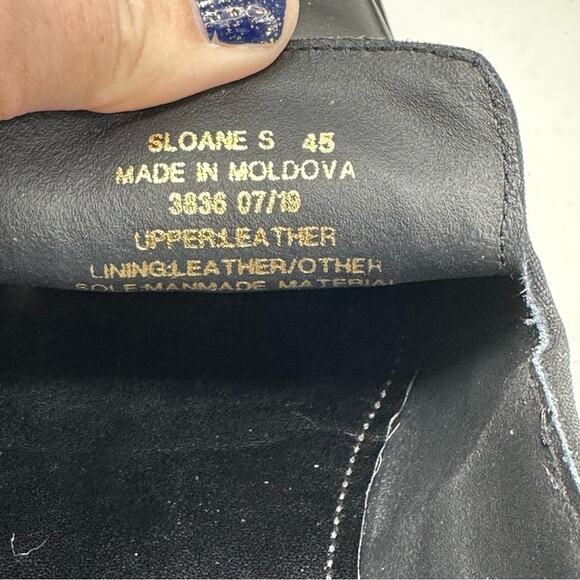 SLOANE S 45
MADE IN MOLDOVA
3836 07/19
UPPER:LEATHER
LINING:LEATHER/OTHER
SOLE:MANMADE MATERIAL